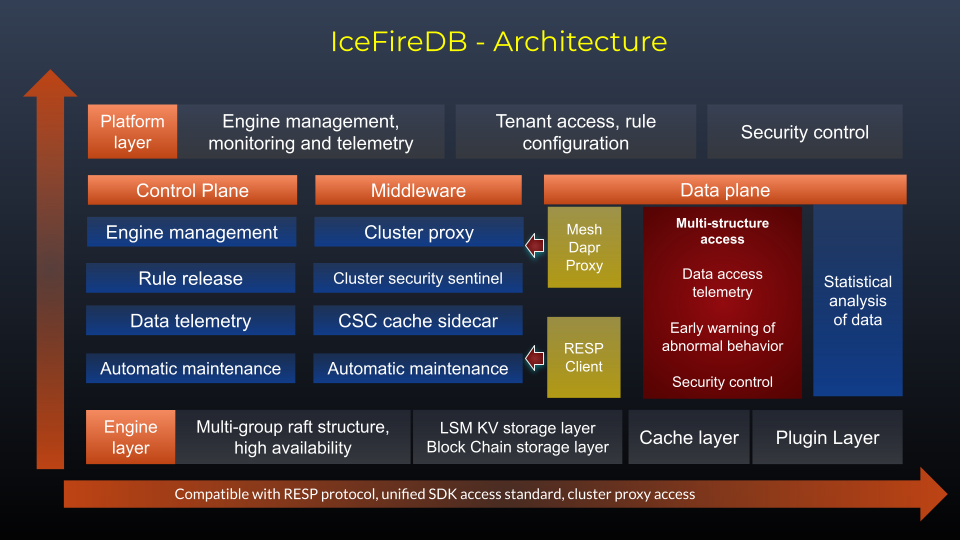 IceFireDB - Architecture
Platform
layer
Engine management,
monitoring and telemetry
Tenant access, rule
configuration
Security control
Control Plane
Engine management
Rule release
Data telemetry
Automatic maintenance
Middleware
Cluster proxy
Cluster security sentinel
CSC cache sidecar
Automatic maintenance
Data plane
Mesh
Dapr
Proxy
RESP
Client
Multi-structure
access
Data access
telemetry
Early warning of
abnormal behavior
Security control
Statistical
analysis
of data
Engine
layer
Multi-group raft structure,
high availability
LSM KV storage layer
Block Chain storage layer
Cache layer
Plugin Layer
Compatible with RESP protocol, unified SDK access standard, cluster proxy access